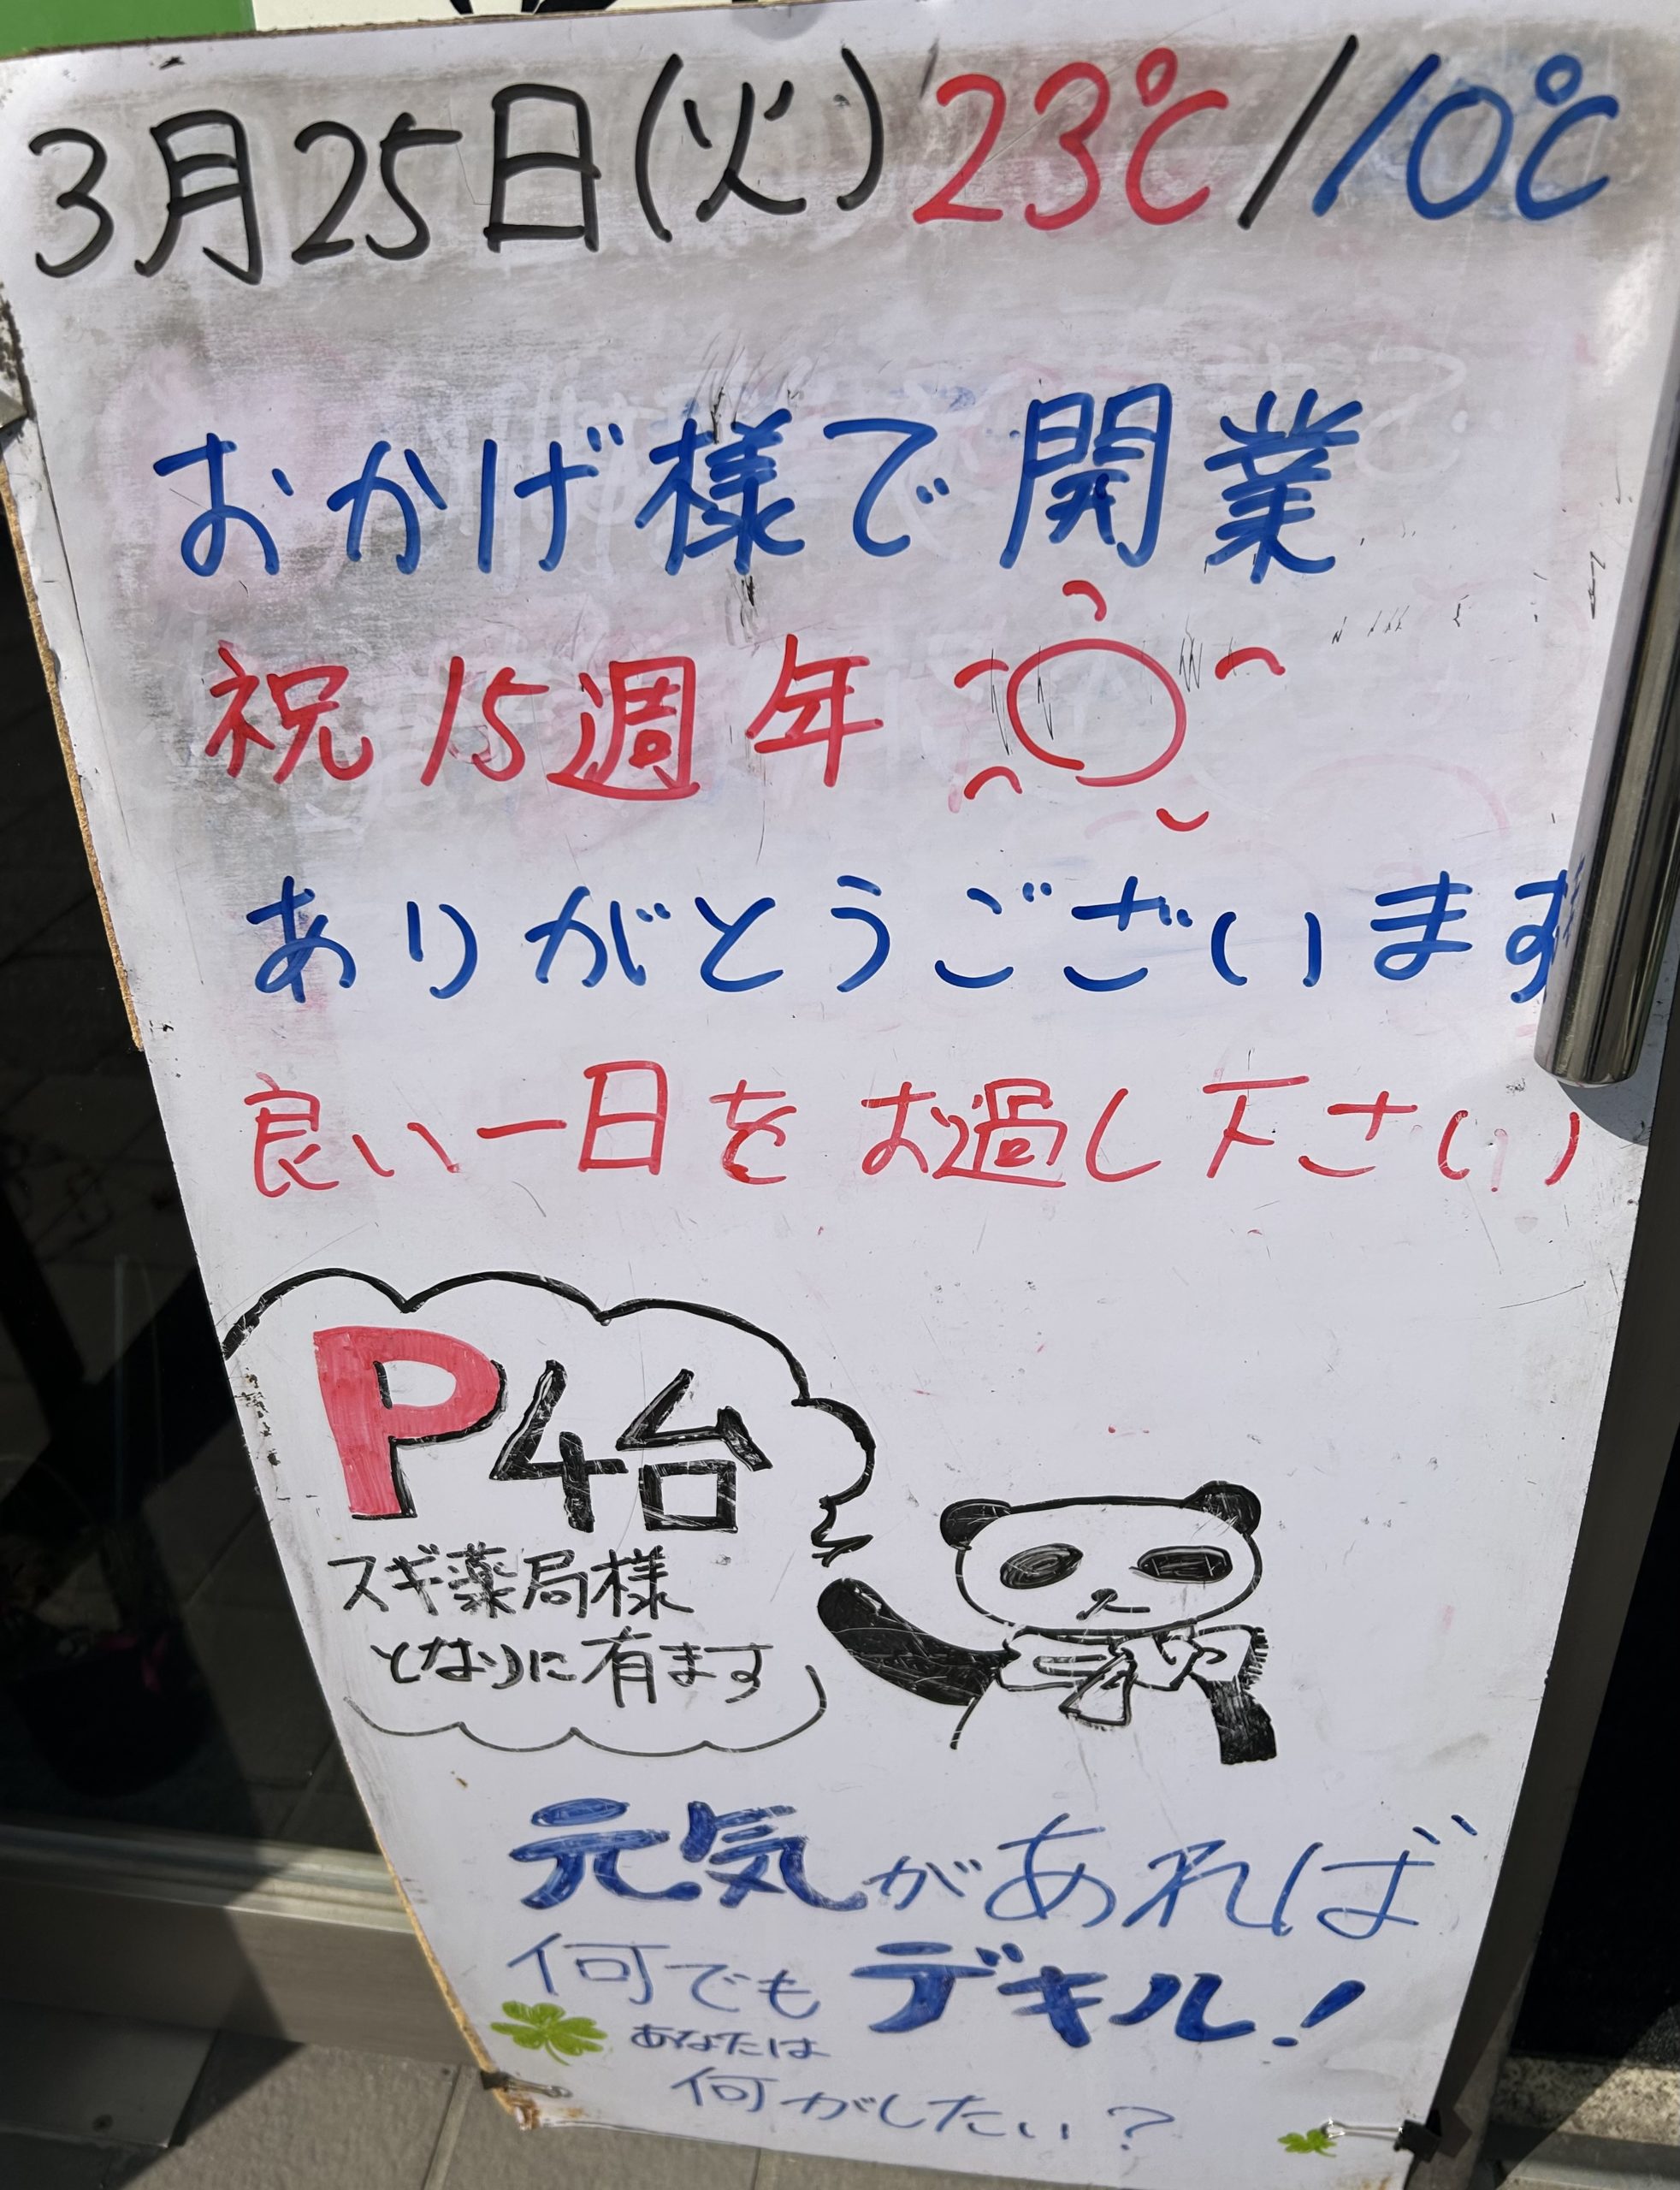 3月25日(火) 23℃/10℃
おかげ様で開業
祝15週年
ありがとうございます
良い一日をお過し下さい
P4台
スギ薬局様
となりに有ます
元気があれば
何でもデキル!
あなたは
何がしたい?